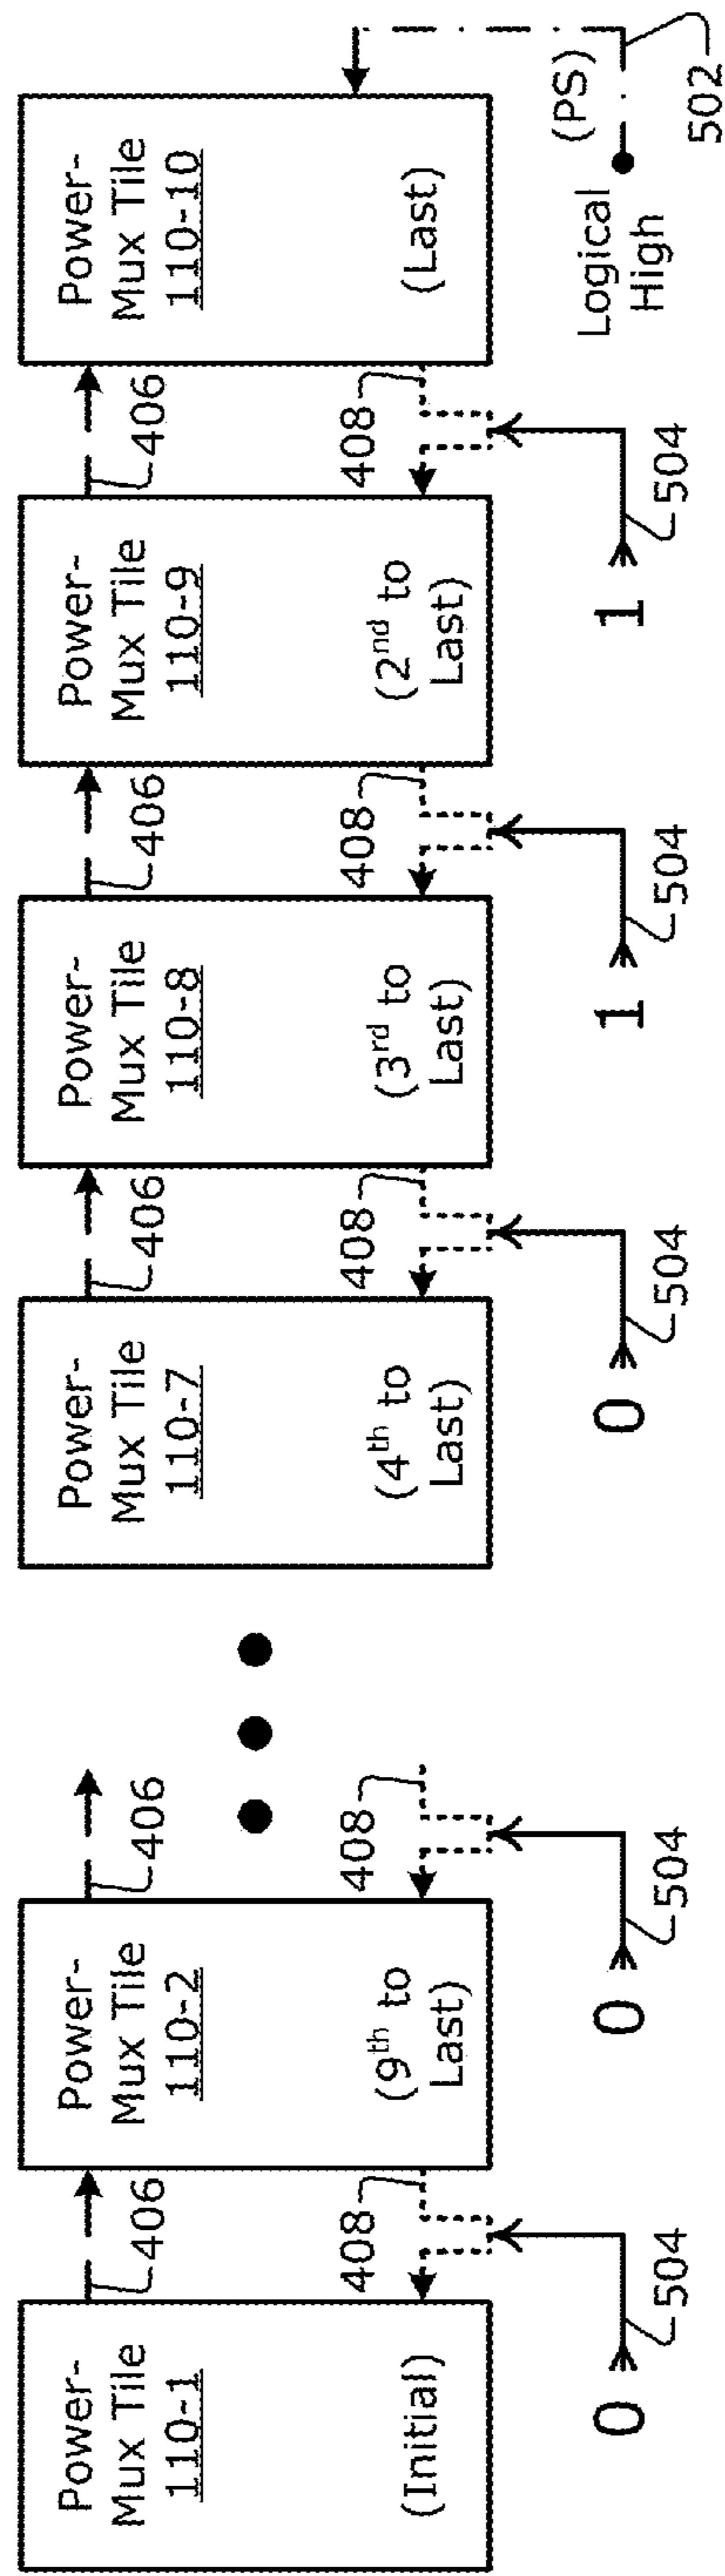 Power-
Mux Tile
110-1
(Initial)
406
408
504
0
Power-
Mux Tile
110-2
(9th to
Last)
406
408
504
0
Power-
Mux Tile
110-7
(4th to
Last)
406
408
504
0
Power-
Mux Tile
110-8
(3rd to
Last)
406
408
504
1
Power-
Mux Tile
110-9
(2nd to
Last)
406
408
504
1
Power-
Mux Tile
110-10
(Last)
Logical
High
(PS)
502